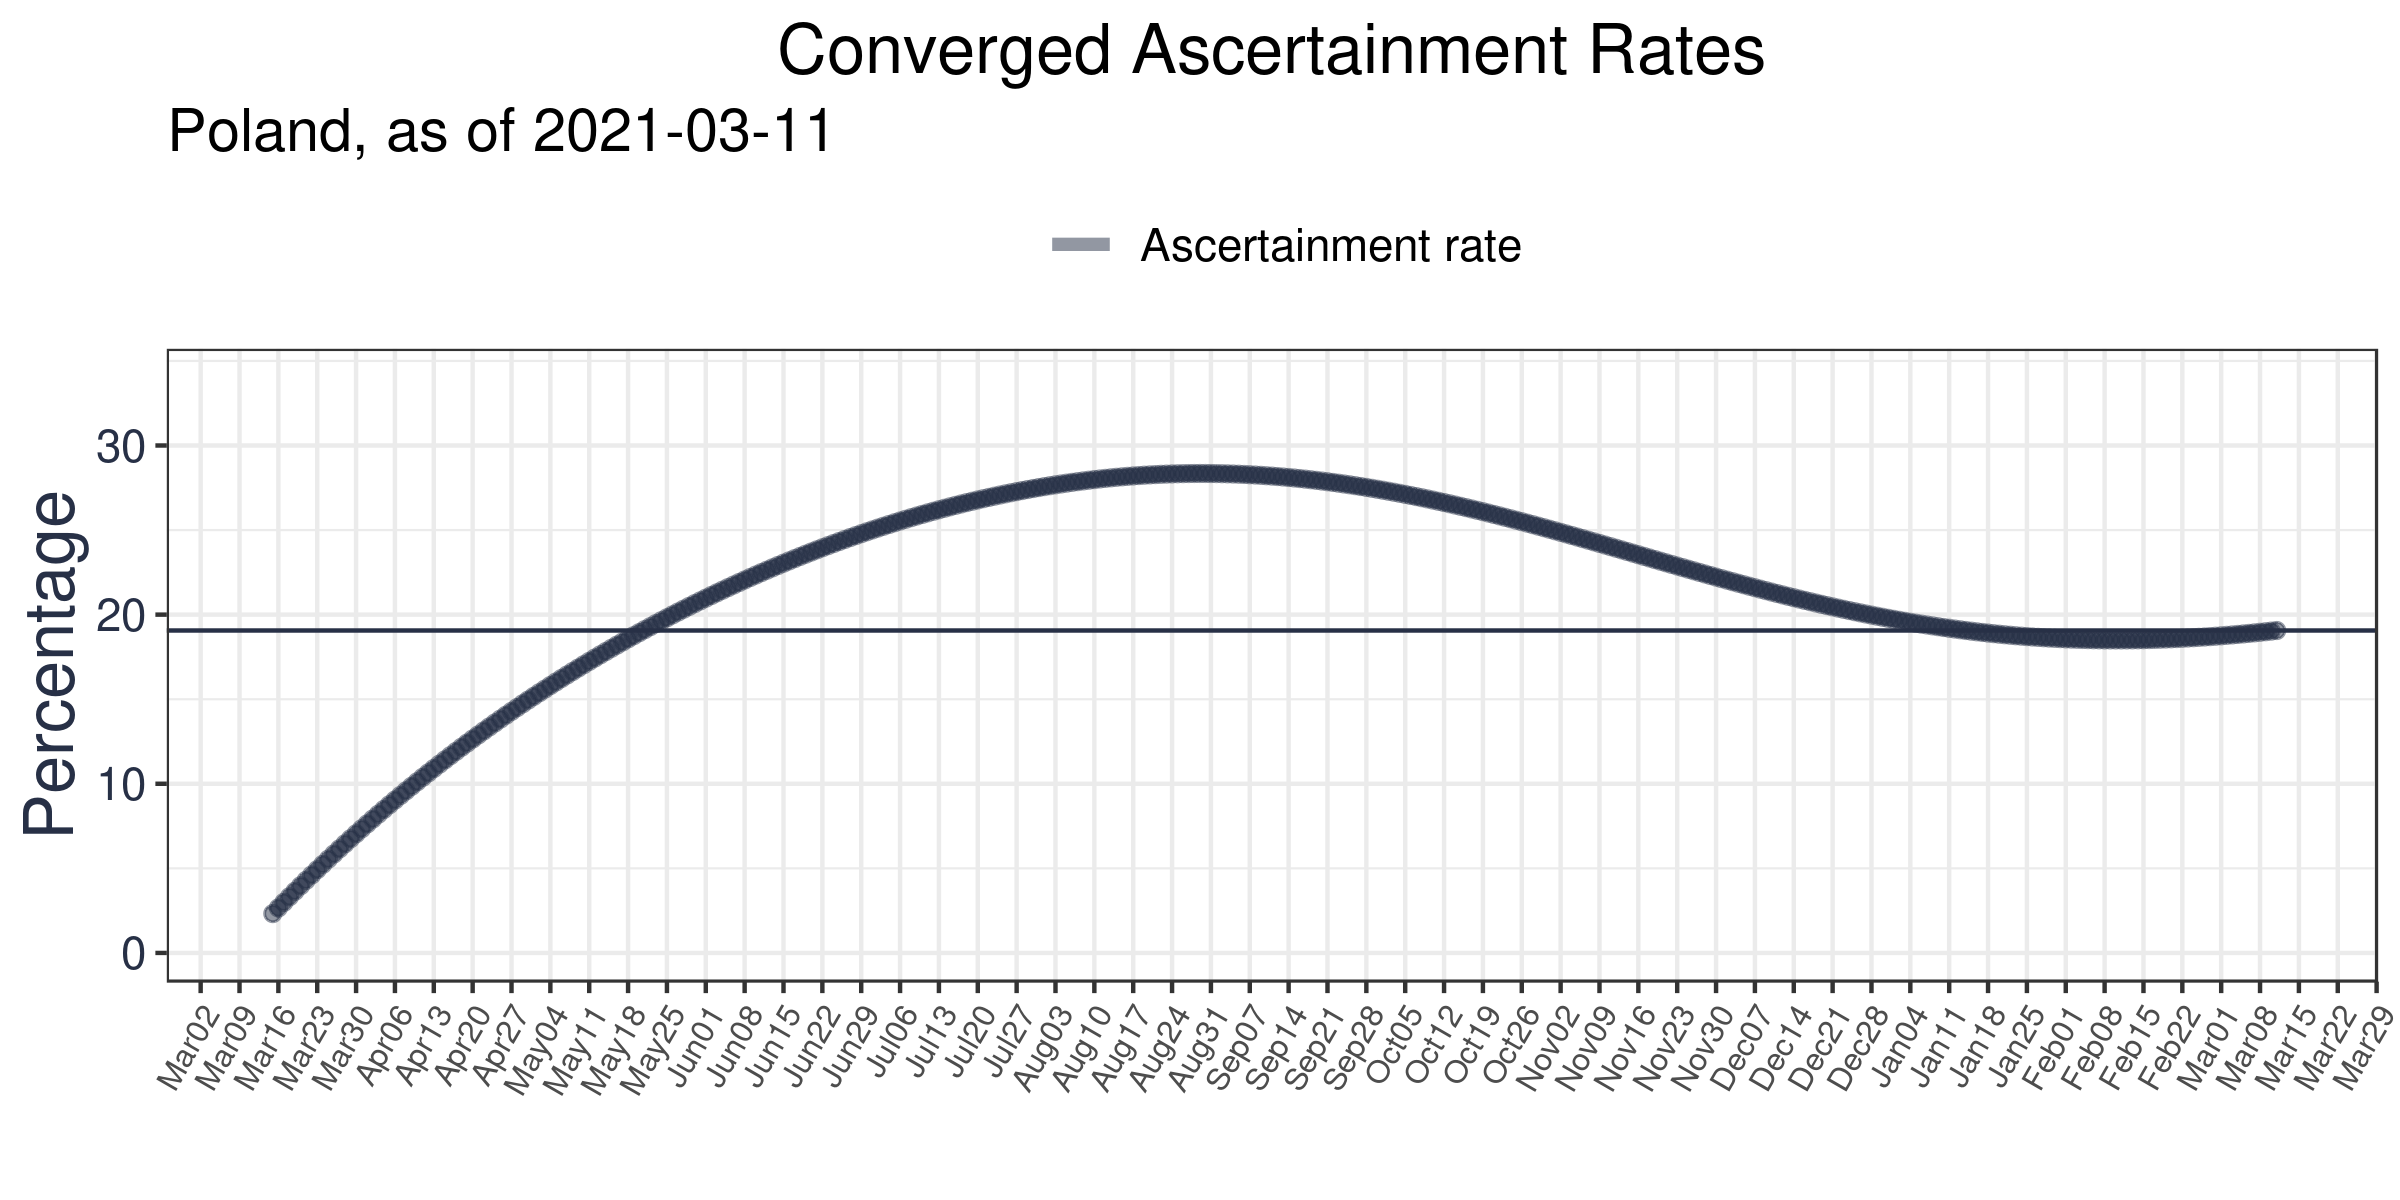 Converged Ascertainment Rates
Poland, as of 2021-03-11
Ascertainment rate
Percentage
30
20
10
0
Mar02 Mar09 Mar16 Mar23 Mar30 Apr06 Apr13 Apr20 Apr27 May04 May11 May18 May25 Jun01 Jun08 Jun15 Jun22 Jun29 Jul06 Jul13 Jul20 Jul27 Aug03 Aug10 Aug17 Aug24 Aug31 Sep07 Sep14 Sep21 Sep28 Oct05 Oct12 Oct19 Oct26 Nov02 Nov09 Nov16 Nov23 Nov30 Dec07 Dec14 Dec21 Dec28 Jan04 Jan11 Jan18 Jan25 Feb01 Feb08 Feb15 Feb22 Mar01 Mar08 Mar15 Mar22 Mar29